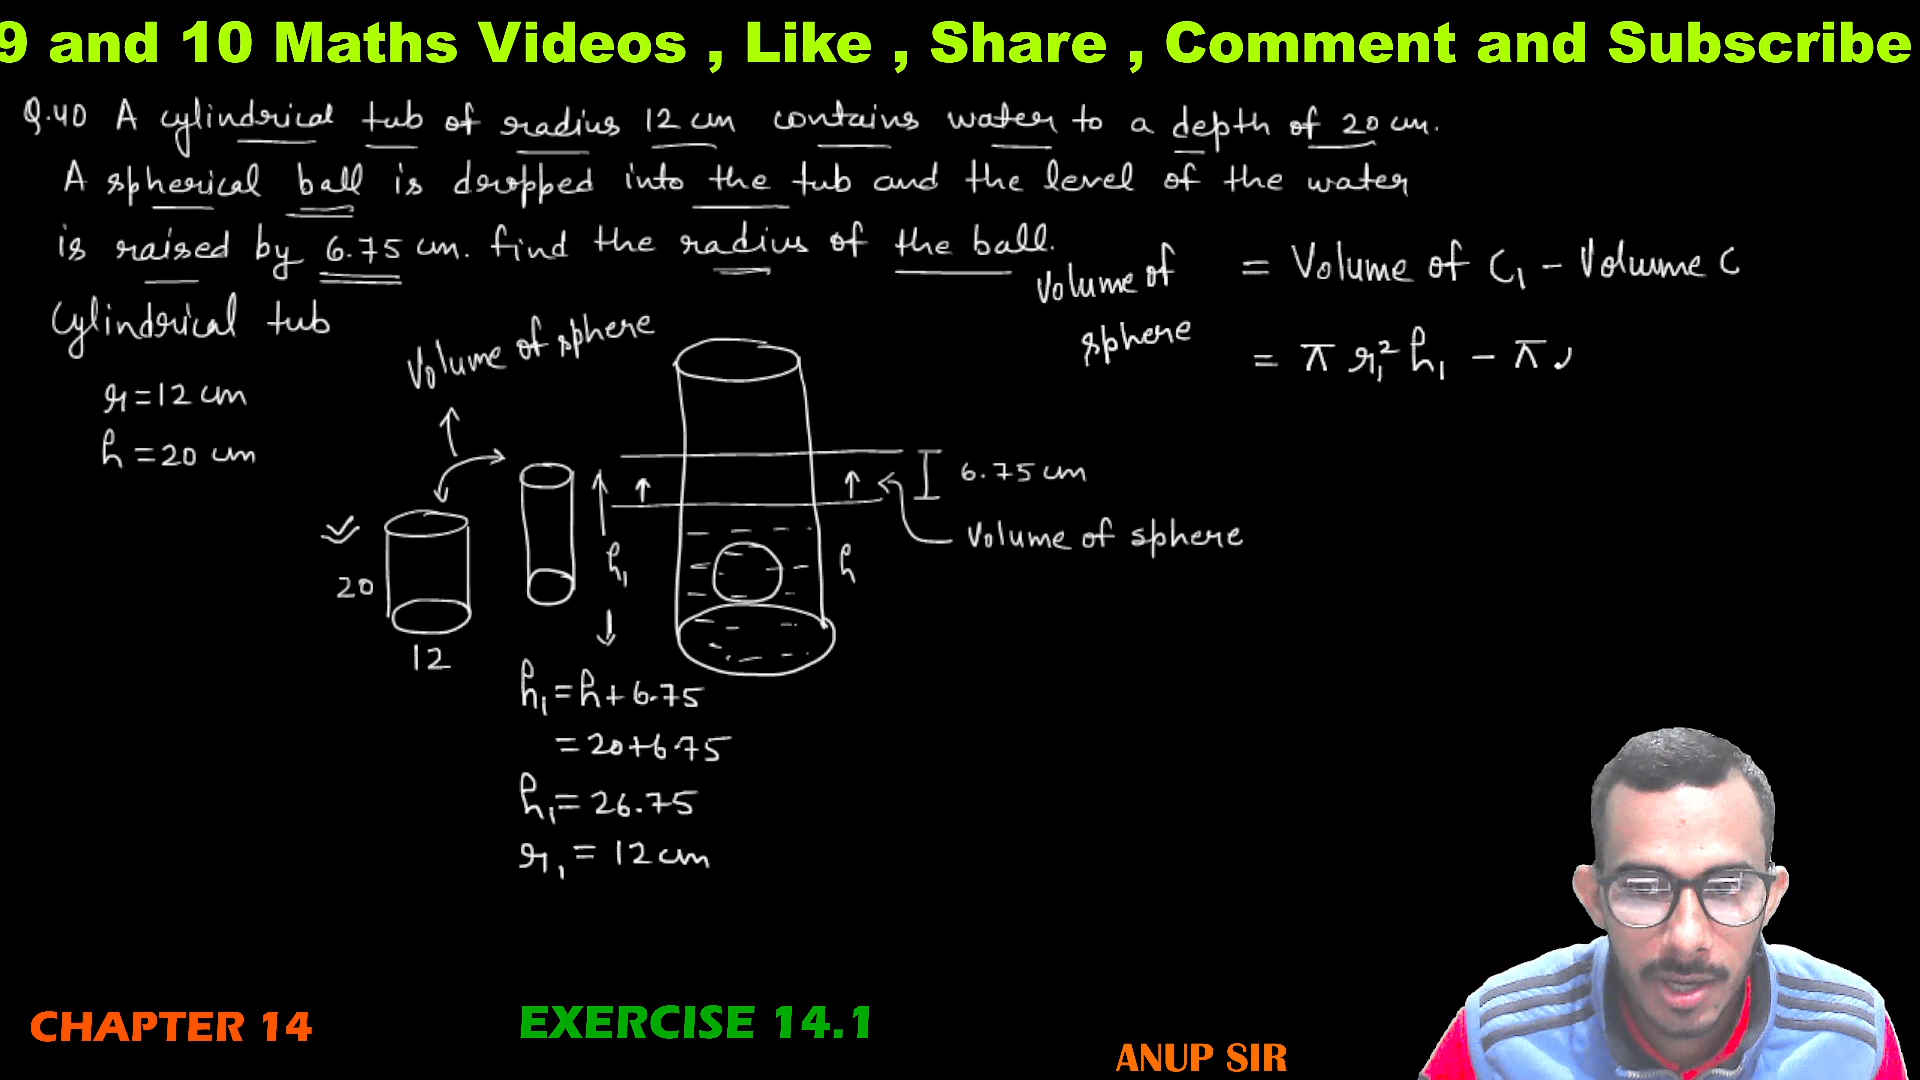 9 and 10 Maths Videos , Like , Share , Comment and Subscribe
Q.40 A cylindrical tub of radius 12 cm contains water to a depth of 20 cm.
A spherical ball is dropped into the tub and the level of the water
is raised by 6.75 cm. find the radius of the ball.
Cylindrical tub
r = 12 cm
h = 20 cm
Volume of sphere
20
12
h₁
h
6.75 cm
Volume of sphere
h₁ = h + 6.75
= 20 + 6.75
h₁ = 26.75
r₁ = 12 cm
Volume of sphere = Volume of C₁ - Volume C
= π r₁² h₁ - π
CHAPTER 14
EXERCISE 14.1
ANUP SIR